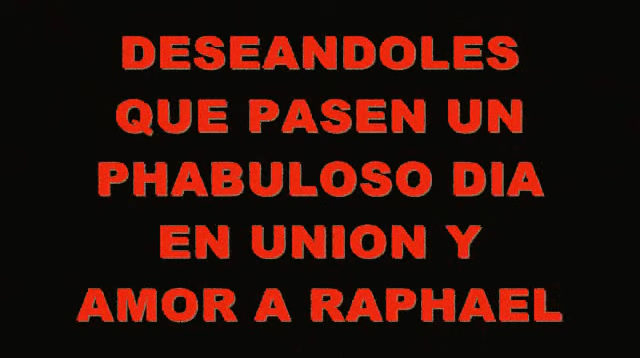 DESEANDOLES
QUE PASEN UN
PHABULOSO DIA
EN UNION Y
AMOR A RAPHAEL